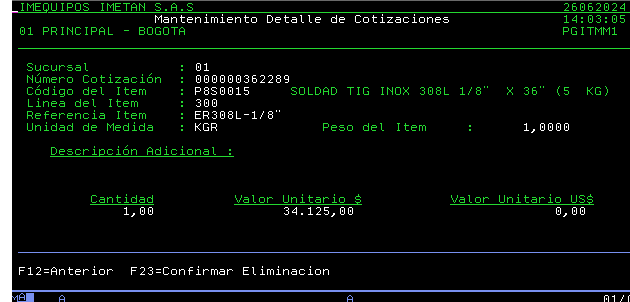 IMEQUIPOS IMETAN S.A.S 26062024
Mantenimiento Detalle de Cotizaciones 14:03:05
01 PRINCIPAL - BOGOTA PGITMM1
Sucursal : 01
Número Cotización : 000000362289
Código del Item : P8S0015 SOLDAD TIG INOX 308L 1/8" X 36" (5 KG)
Linea del Item : 300
Referencia Item : ER308L-1/8"
Unidad de Medida : KGR Peso del Item : 1,0000
Descripción Adicional :
Cantidad Valor Unitario $ Valor Unitario US$
1,00 34.125,00 0,00
F12=Anterior F23=Confirmar Eliminacion
MA A A 01/